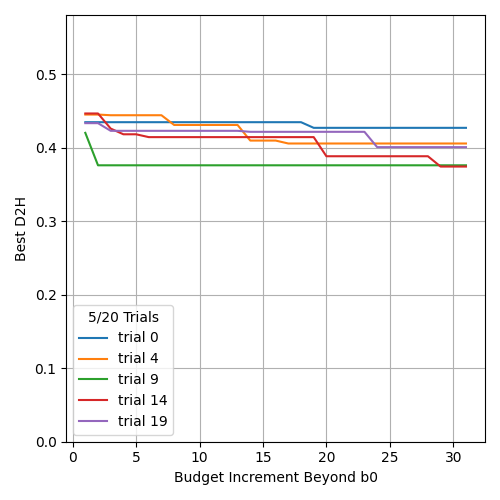 0.5
0.4
0.3
0.2
0.1
0.0
Best D2H
5/20 Trials
trial 0
trial 4
trial 9
trial 14
trial 19
0 5 10 15 20 25 30
Budget Increment Beyond b0